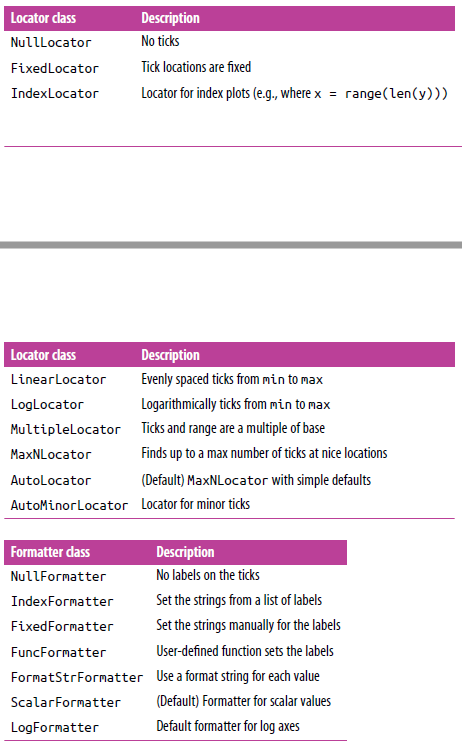 Locator class Description
NullLocator No ticks
FixedLocator Tick locations are fixed
IndexLocator Locator for index plots (e.g., where x = range(len(y)))
Locator class Description
LinearLocator Evenly spaced ticks from min to max
LogLocator Logarithmically ticks from min to max
MultipleLocator Ticks and range are a multiple of base
MaxNLocator Finds up to a max number of ticks at nice locations
AutoLocator (Default) MaxNLocator with simple defaults
AutoMinorLocator Locator for minor ticks
Formatter class Description
NullFormatter No labels on the ticks
IndexFormatter Set the strings from a list of labels
FixedFormatter Set the strings manually for the labels
FuncFormatter User-defined function sets the labels
FormatStrFormatter Use a format string for each value
ScalarFormatter (Default) Formatter for scalar values
LogFormatter Default formatter for log axes